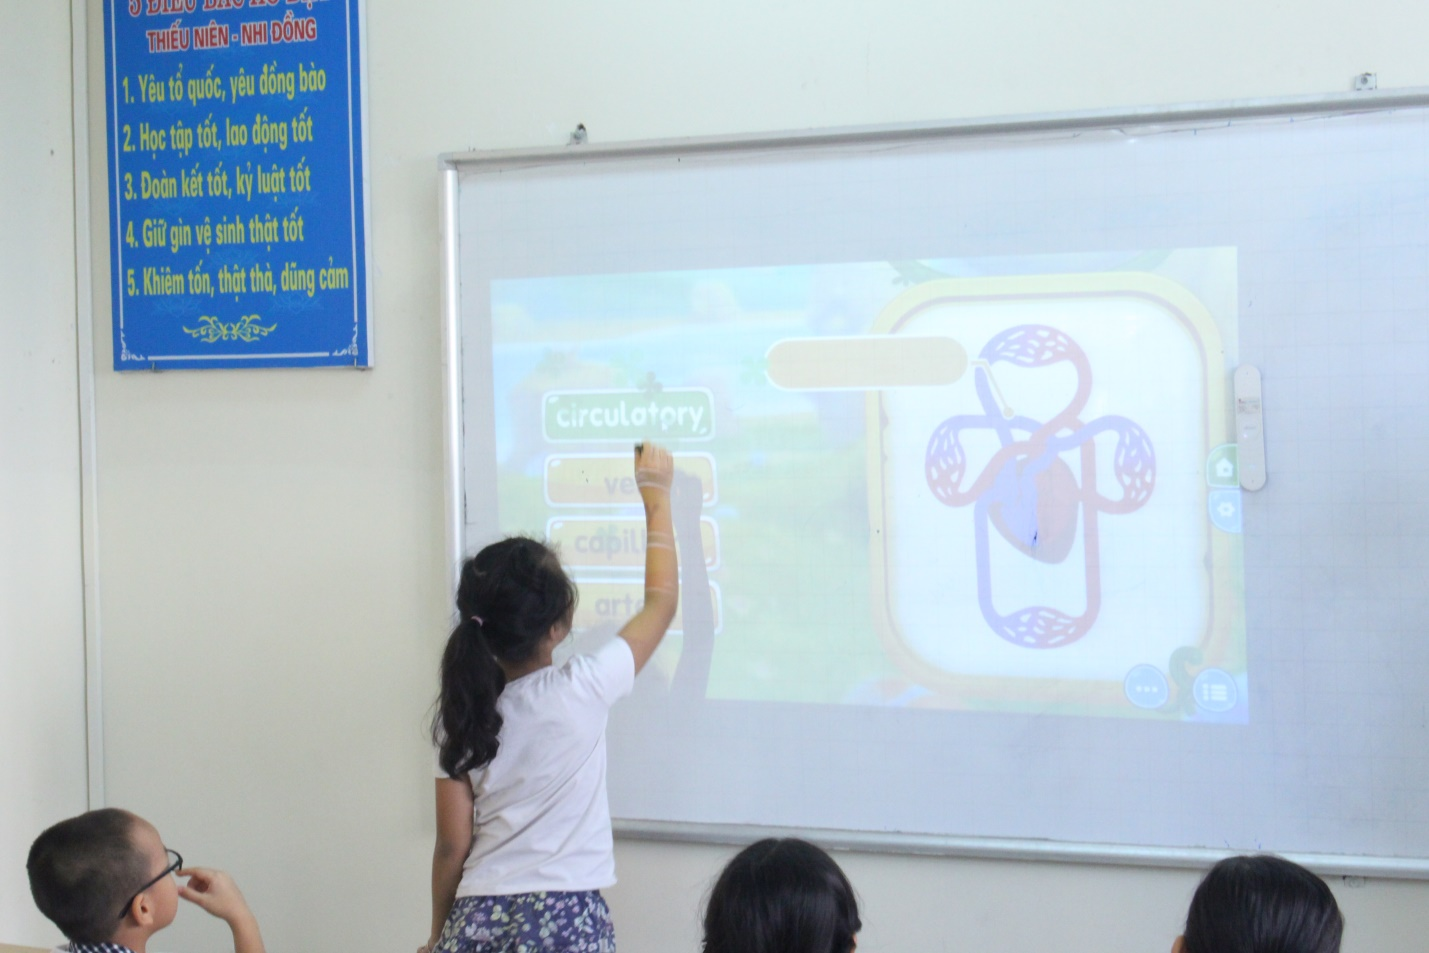 THIẾU NIÊN - NHI ĐỒNG
1. Yêu tổ quốc, yêu đồng bào
2. Học tập tốt, lao động tốt
3. Đoàn kết tốt, kỷ luật tốt
4. Giữ gìn vệ sinh thật tốt
5. Khiêm tốn, thật thà, dũng cảm
circulatory